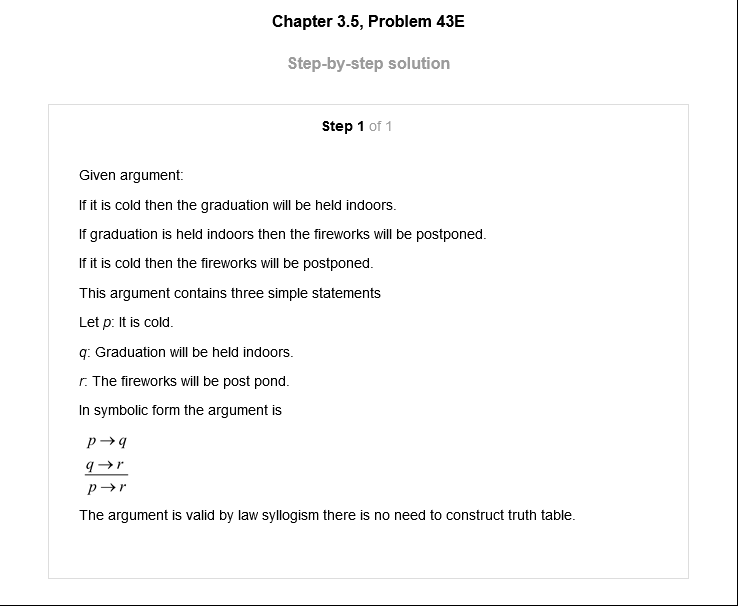 Chapter 3.5, Problem 43E
Step-by-step solution
Step 1 of 1
Given argument:
If it is cold then the graduation will be held indoors.
If graduation is held indoors then the fireworks will be postponed.
If it is cold then the fireworks will be postponed.
This argument contains three simple statements
Let p: It is cold.
q: Graduation will be held indoors.
r: The fireworks will be post pond.
In symbolic form the argument is
p→q
q→r
p→r
The argument is valid by law syllogism there is no need to construct truth table.